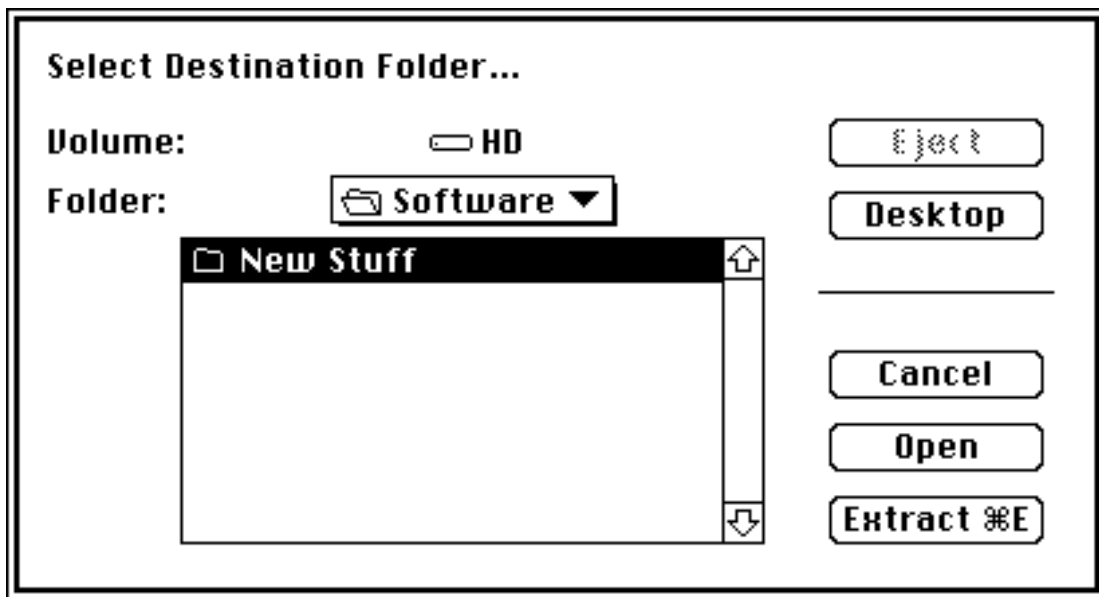 Select Destination Folder...
Volume: HD
Folder: Software
New Stuff
Eject
Desktop
Cancel
Open
Extract ⌘E